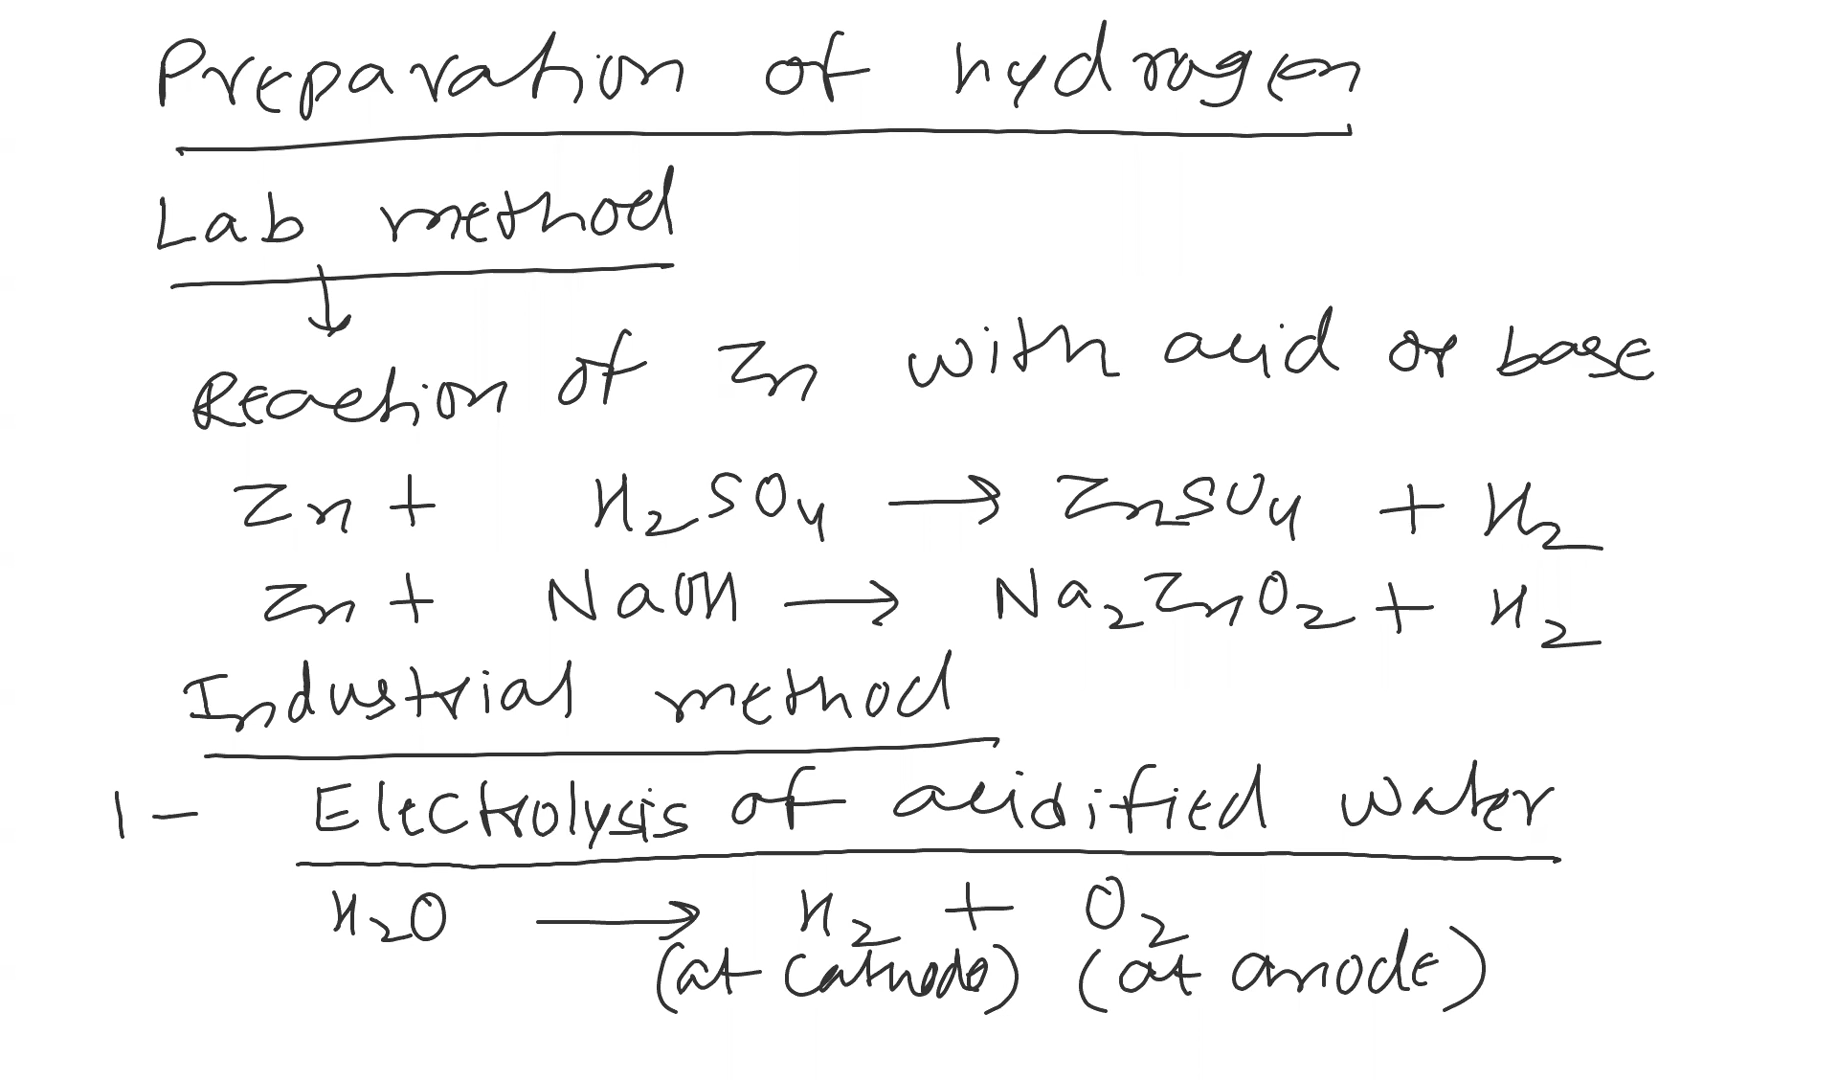 Preparation of hydrogen
Lab method
Reaction of Zn with acid or base
Zn + H₂SO₄ → ZnSO₄ + H₂
Zn + NaOH → Na₂ZnO₂ + H₂
Industrial method
1 - Electrolysis of acidified water
H₂O → H₂ + O₂
(at cathode) (at anode)